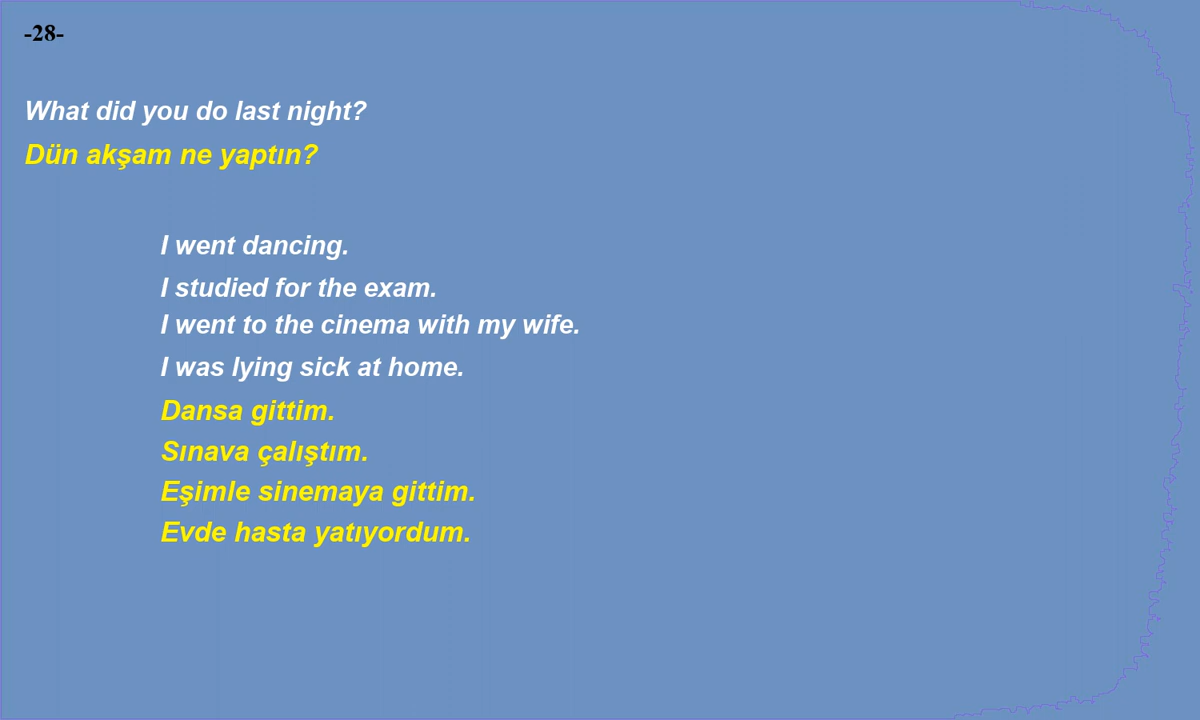 -28-
What did you do last night?
Dün akşam ne yaptın?
I went dancing.
I studied for the exam.
I went to the cinema with my wife.
I was lying sick at home.
Dansa gittim.
Sınava çalıştım.
Eşimle sinemaya gittim.
Evde hasta yatıyordum.